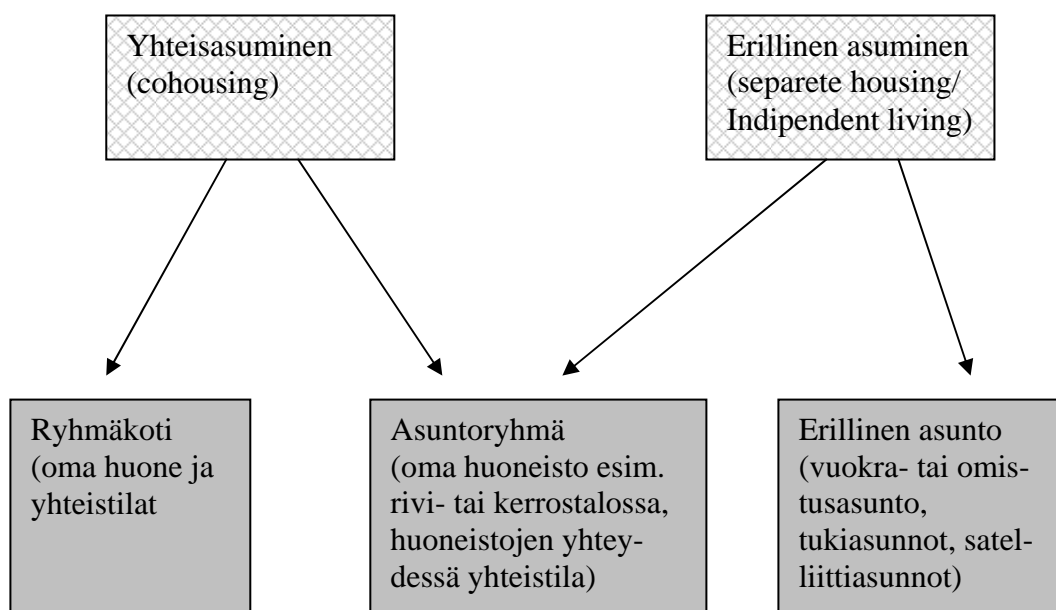 Yhteisasuminen
(cohousing)
Erillinen asuminen
(separete housing/
Indipendent living)
Ryhmäkoti
(oma huone ja
yhteistilat
Asuntoryhmä
(oma huoneisto esim.
rivi- tai kerrostalossa,
huoneistojen yhtey-
dessä yhteistila)
Erillinen asunto
(vuokra- tai omis-
tusasunto,
tukiasunnot, satel-
liittiasunnot)